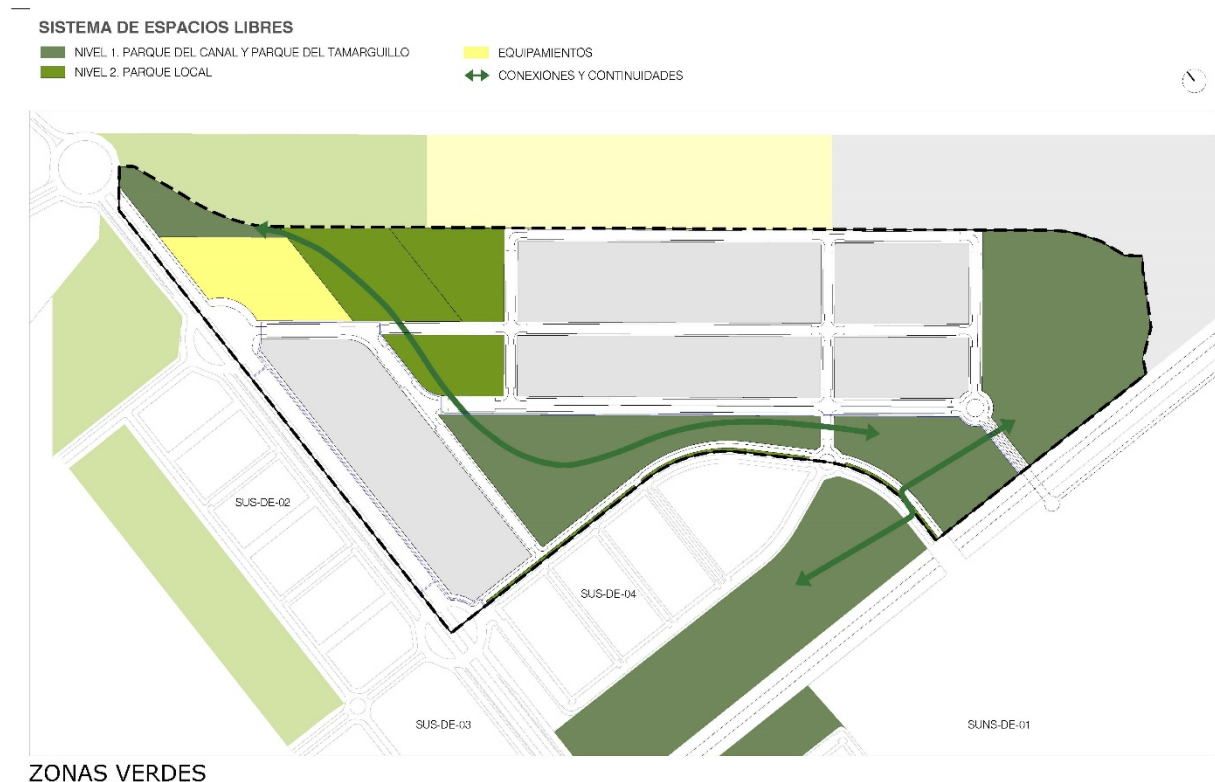 SISTEMA DE ESPACIOS LIBRES
NIVEL 1. PARQUE DEL CANAL Y PARQUE DEL TAMARGUILLO
NIVEL 2. PARQUE LOCAL
EQUIPAMIENTOS
CONEXIONES Y CONTINUIDADES
SUS-DE-02
SUS-DE-04
SUS-DE-03
SUNS-DE-01
ZONAS VERDES